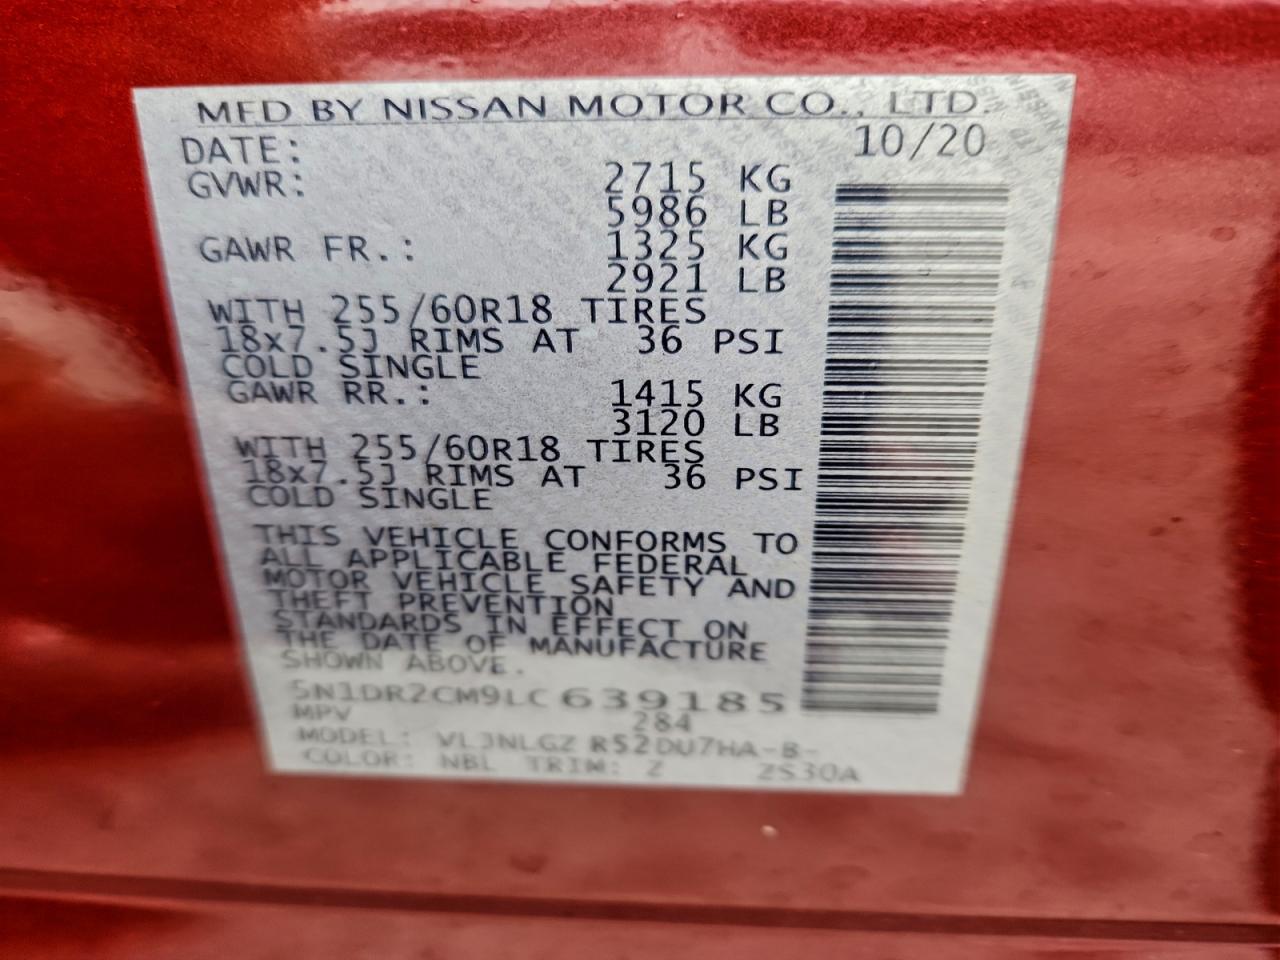 MFD BY NISSAN MOTOR CO., LTD.
DATE: 10/20
GVWR: 2715 KG
5986 LB
GAWR FR.: 1325 KG
2921 LB
WITH 255/60R18 TIRES
18x7.5J RIMS AT 36 PSI
COLD SINGLE
GAWR RR.: 1415 KG
3120 LB
WITH 255/60R18 TIRES
18x7.5J RIMS AT 36 PSI
COLD SINGLE
THIS VEHICLE CONFORMS TO
ALL APPLICABLE FEDERAL
MOTOR VEHICLE SAFETY AND
THEFT PREVENTION
STANDARDS IN EFFECT ON
THE DATE OF MANUFACTURE
SHOWN ABOVE.
5N1DR2CM9LC639185
MPV 284
MODEL: VLJNLGZ R52DU7HA-B-
COLOR: NBL TRIM: Z 2S30A